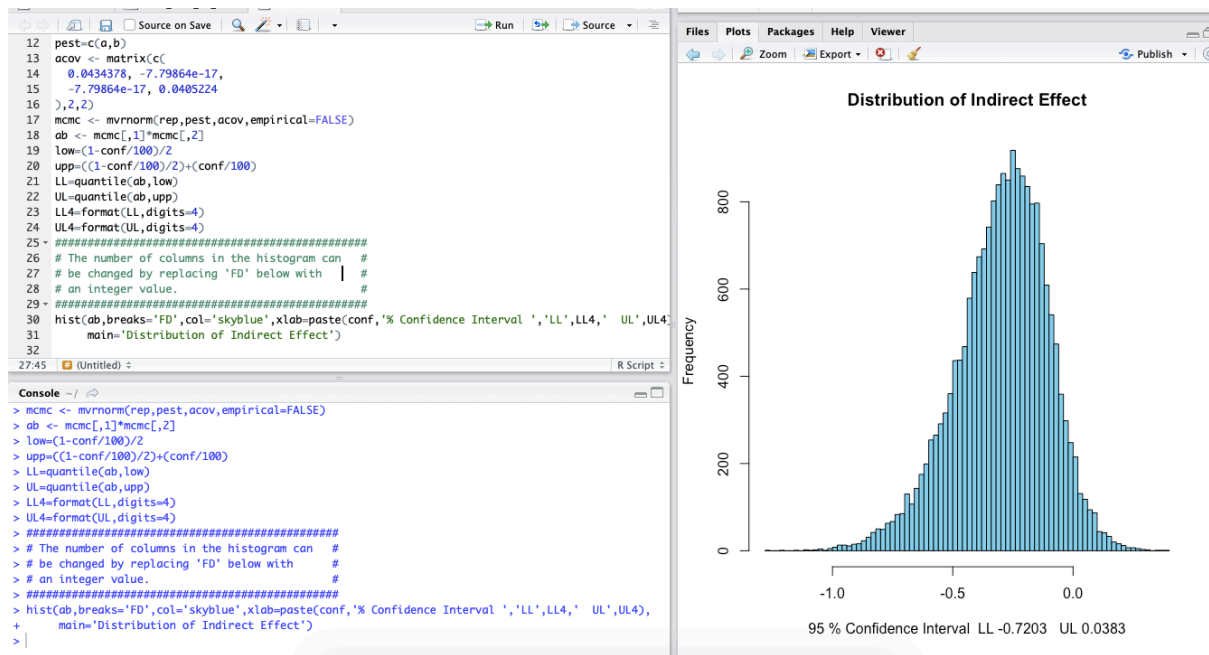 Source on Save
Run
Source
12 pest=c(a,b)
13 acov <- matrix(c(
14 0.0434378, -7.79864e-17,
15 -7.79864e-17, 0.0405224
16 ),2,2)
17 mcmc <- mvrnorm(rep,pest,acov,empirical=FALSE)
18 ab <- mcmc[,1]*mcmc[,2]
19 low=(1-conf/100)/2
20 upp=((1-conf/100)/2)+(conf/100)
21 LL=quantile(ab,low)
22 UL=quantile(ab,upp)
23 LL4=format(LL,digits=4)
24 UL4=format(UL,digits=4)
25 ################################################
26 # The number of columns in the histogram can #
27 # be changed by replacing 'FD' below with #
28 # an integer value. #
29 ################################################
30 hist(ab,breaks='FD',col='skyblue',xlab=paste(conf,'% Confidence Interval ','LL',LL4,' UL',UL4)
31 main='Distribution of Indirect Effect')
32
27:45 (Untitled) R Script
Console ~/
> mcmc <- mvrnorm(rep,pest,acov,empirical=FALSE)
> ab <- mcmc[,1]*mcmc[,2]
> low=(1-conf/100)/2
> upp=((1-conf/100)/2)+(conf/100)
> LL=quantile(ab,low)
> UL=quantile(ab,upp)
> LL4=format(LL,digits=4)
> UL4=format(UL,digits=4)
> ################################################
> # The number of columns in the histogram can #
> # be changed by replacing 'FD' below with #
> # an integer value. #
> ################################################
> hist(ab,breaks='FD',col='skyblue',xlab=paste(conf,'% Confidence Interval ','LL',LL4,' UL',UL4),
+ main='Distribution of Indirect Effect')
>
Files Plots Packages Help Viewer
Zoom Export Publish
Distribution of Indirect Effect
Frequency
800
600
400
200
0
-1.0 -0.5 0.0
95 % Confidence Interval LL -0.7203 UL 0.0383